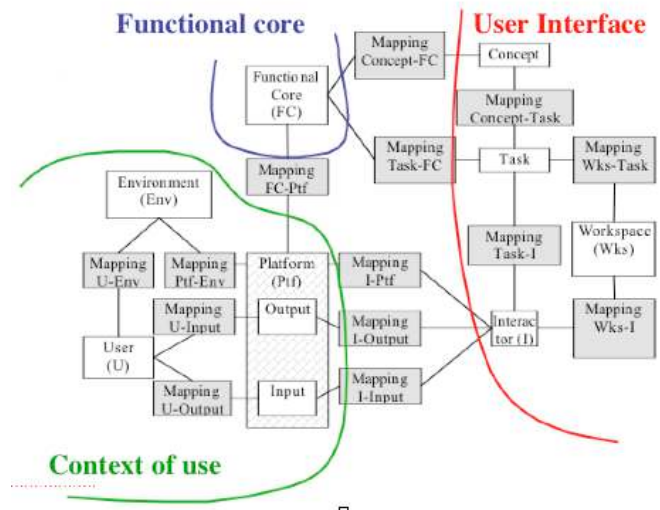 Functional core
User Interface
Mapping
Concept-FC
Concept
Functional
Core
(FC)
Mapping
Concept-Task
Mapping
Task-FC
Task
Mapping
Wks-Task
Mapping
FC-Ptf
Environment
(Env)
Mapping
Task-I
Workspace
(Wks)
Mapping
U-Env
Mapping
Ptf-Env
Platform
(Ptf)
Mapping
I-Ptf
Mapping
U-Input
Output
Mapping
I-Output
Interac
tor (I)
Mapping
Wks-I
User
(U)
Mapping
U-Output
Input
Mapping
I-Input
Context of use